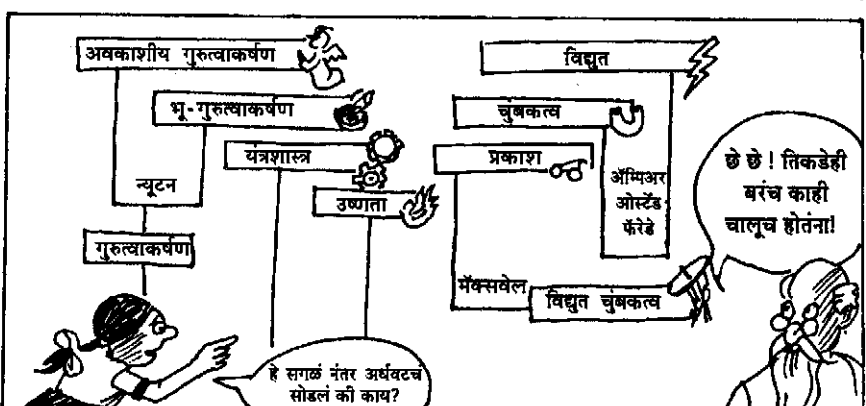 अवकाशीय गुरुत्वाकर्षण
भू-गुरुत्वाकर्षण
यंत्रशास्त्र
उष्णता
न्यूटन
गुरुत्वाकर्षण
विद्युत
चुंबकत्व
प्रकाश
ॲम्पिअर
ओर्स्टेड
फॅरेडे
मॅक्सवेल
विद्युत चुंबकत्व
छे छे ! तिकडेही
बरंच काही
चालूच होतंना!
हे सगळं नंतर अर्धवटच
सोडलं की काय?